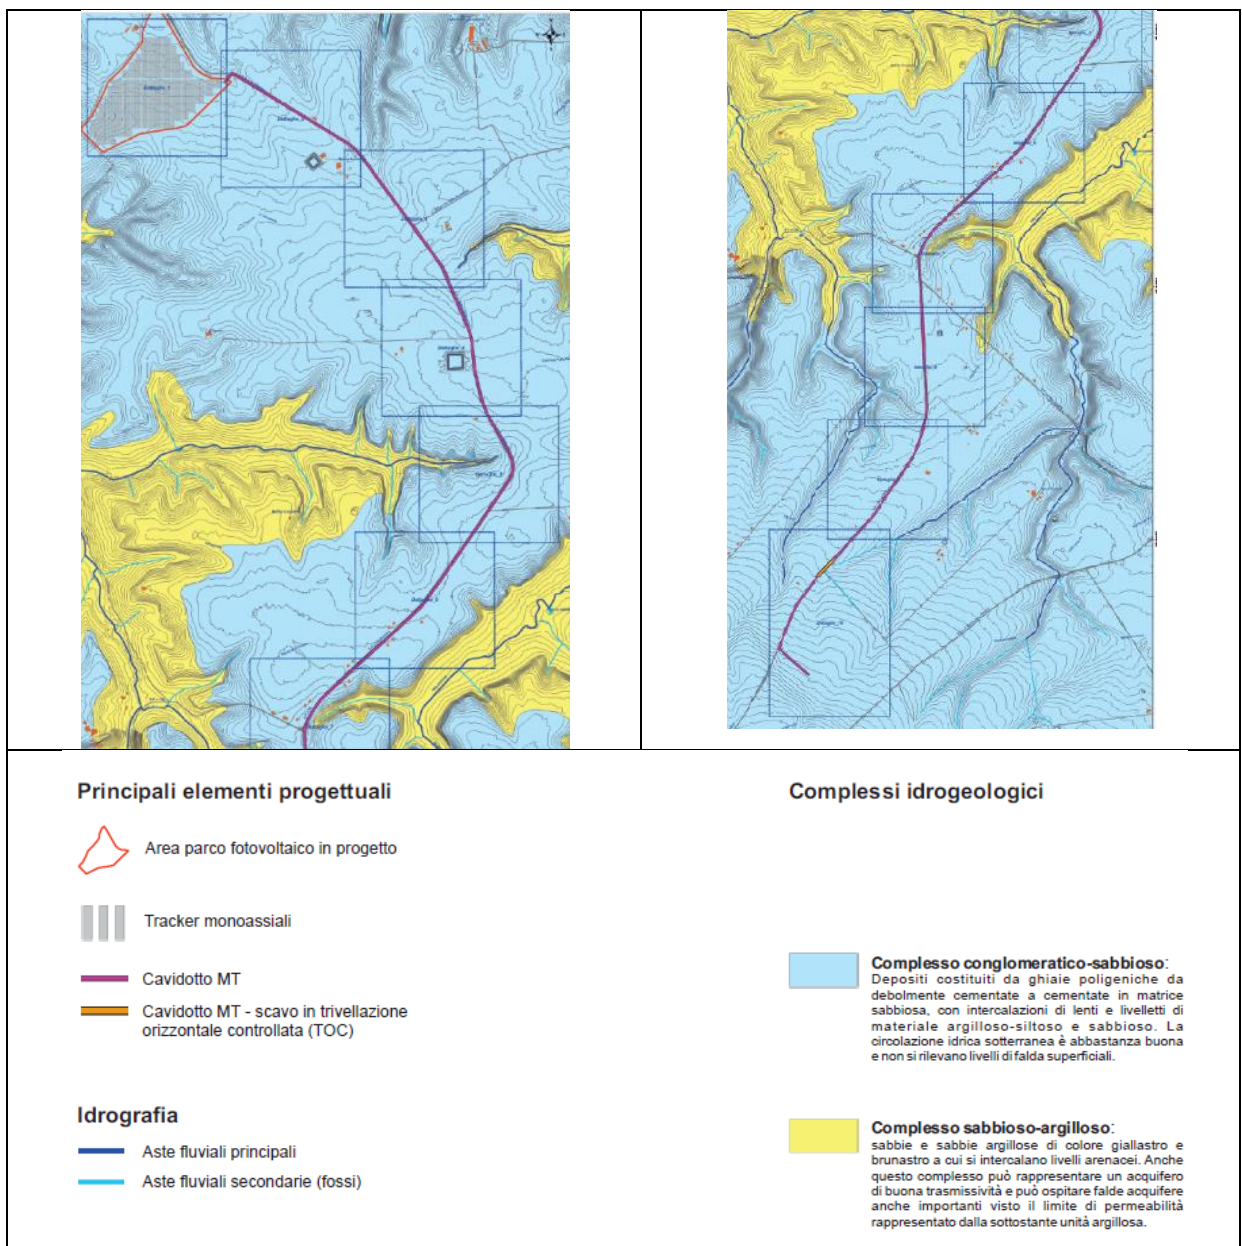 Principali elementi progettuali
Area parco fotovoltaico in progetto
Tracker monoassiali
Cavidotto MT
Cavidotto MT - scavo in trivellazione
orizzontale controllata (TOC)
Idrografia
Aste fluviali principali
Aste fluviali secondarie (fossi)
Complessi idrogeologici
Complesso conglomeratico-sabbioso:
Depositi costituiti da ghiaie poligeniche da
debolmente cementate a cementate in matrice
sabbiosa, con intercalazioni di lenti e livelletti di
materiale argilloso-siltoso e sabbioso. La
circolazione idrica sotterranea è abbastanza buona
e non si rilevano livelli di falda superficiali.
Complesso sabbioso-argilloso:
sabbie e sabbie argillose di colore giallastro e
brunastro a cui si intercalano livelli arenacei. Anche
questo complesso può rappresentare un acquifero
di buona trasmissività e può ospitare falde acquifere
anche importanti visto il limite di permeabilità
rappresentato dalla sottostante unità argillosa.